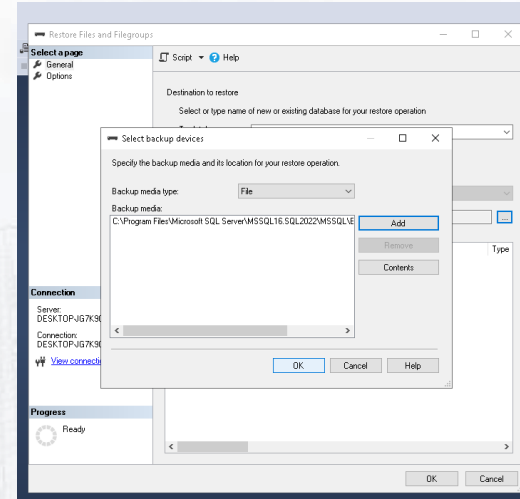 Restore Files and Filegroups
Select a page
General
Options
Script
Help
Destination to restore
Select or type name of new or existing database for your restore operation
Select backup devices
Specify the backup media and its location for your restore operation.
Backup media type:
File
Backup media:
C:\Program Files\Microsoft SQL Server\MSSQL16.SQL2022\MSSQL\
Add
Remove
Contents
OK
Cancel
Help
...
Type
Connection
Server:
DESKTOP-JG7K9
Connection:
DESKTOP-JG7K9
View connecti
Progress
Ready
OK
Cancel